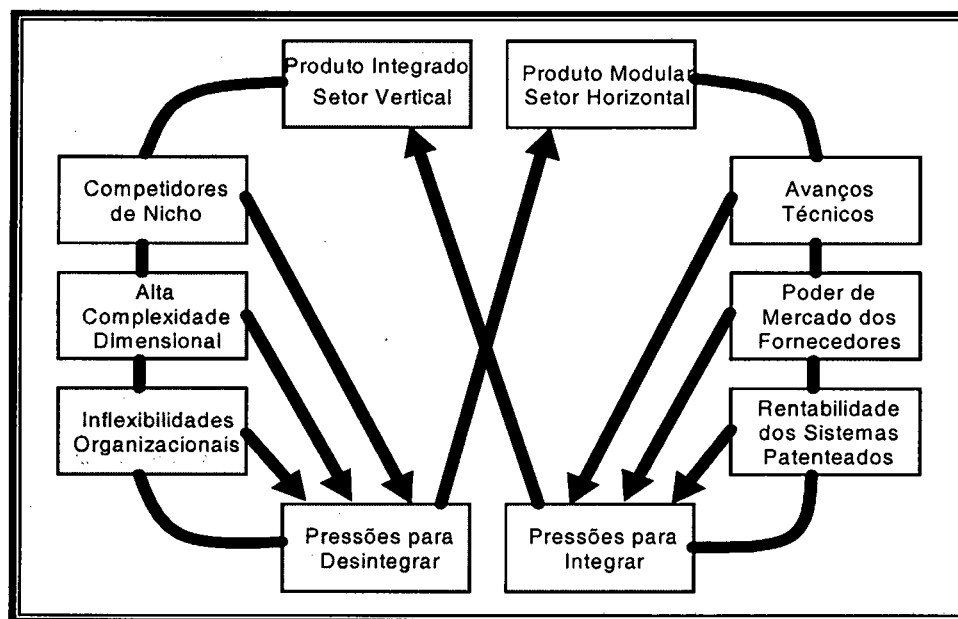 Produto Integrado
Setor Vertical
Produto Modular
Setor Horizontal
Competidores
de Nicho
Avanços
Técnicos
Alta
Complexidade
Dimensional
Poder de
Mercado dos
Fornecedores
Inflexibilidades
Organizacionais
Rentabilidade
dos Sistemas
Patenteados
Pressões para
Desintegrar
Pressões para
Integrar